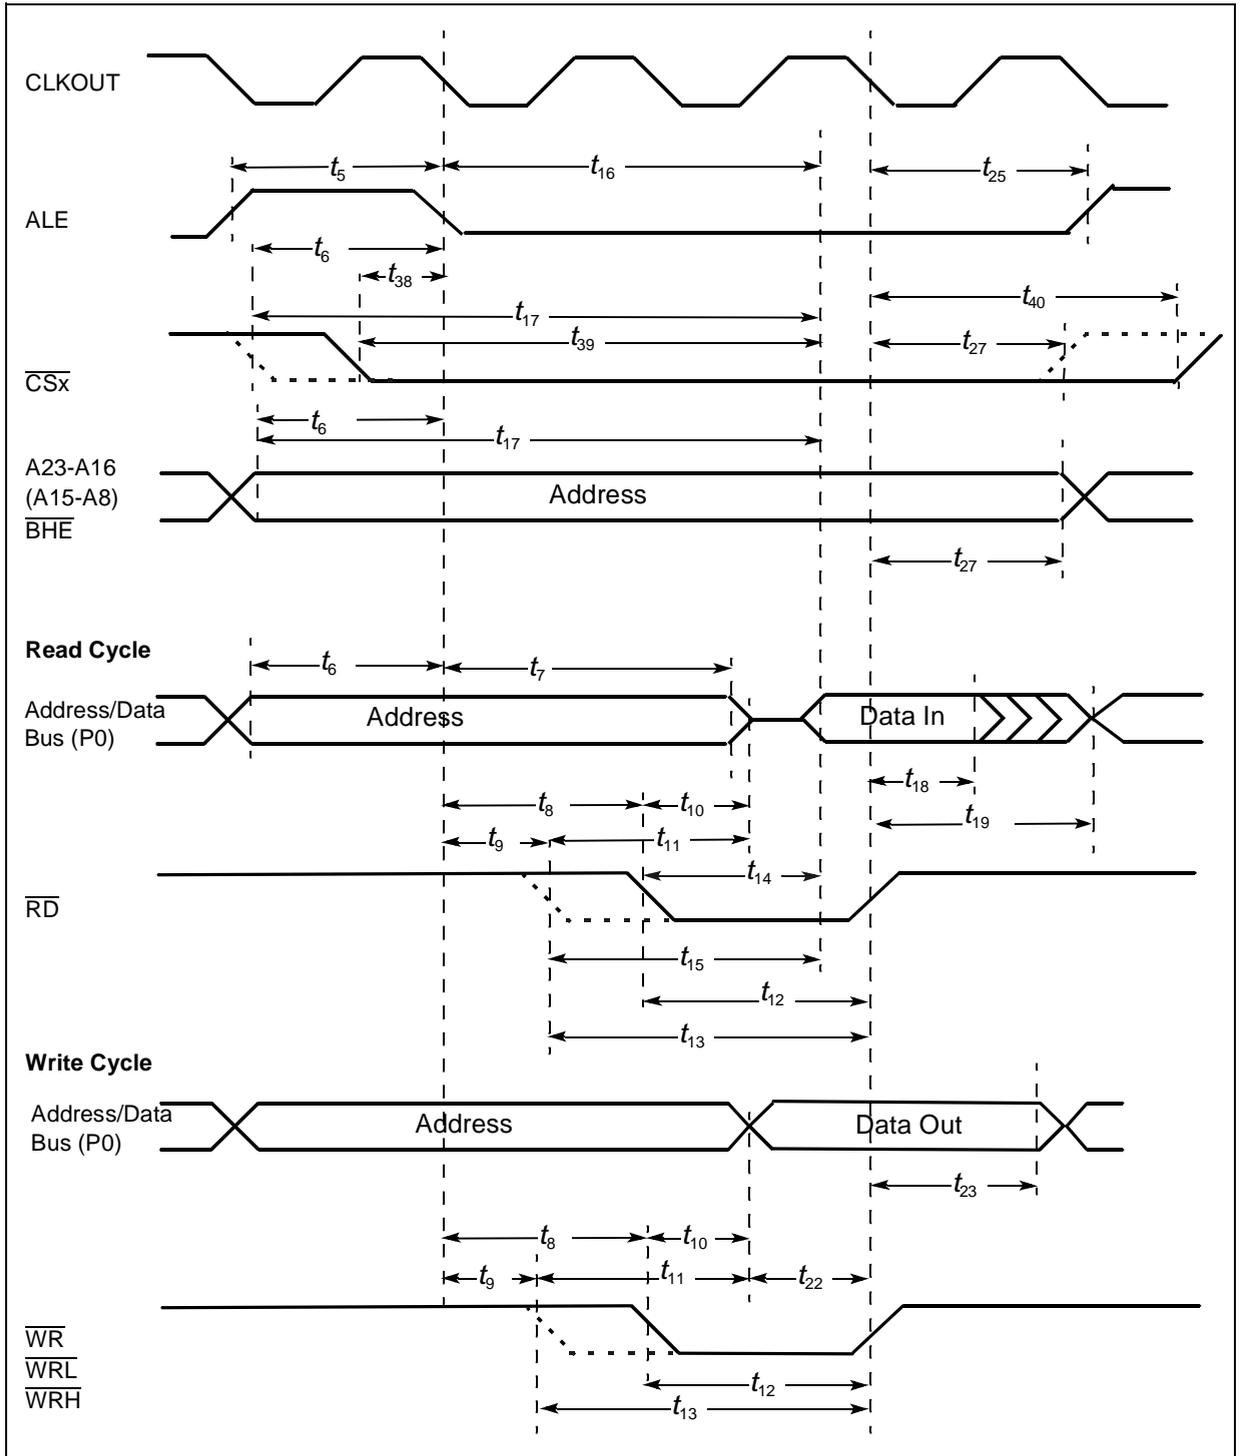 CLKOUT
t5 t16 t25
ALE
t6
t38
t40
t17
t39 t27
CSx
t6
t17
A23-A16
(A15-A8)
BHE
Address
t27
Read Cycle
t6 t7
Address/Data
Bus (P0)
Address Data In
t18
t8 t10
t19
t9 t11
t14
RD
t15
t12
t13
Write Cycle
Address/Data
Bus (P0)
Address Data Out
t23
t8 t10
t9 t11 t22
WR
WRL
WRH
t12
t13